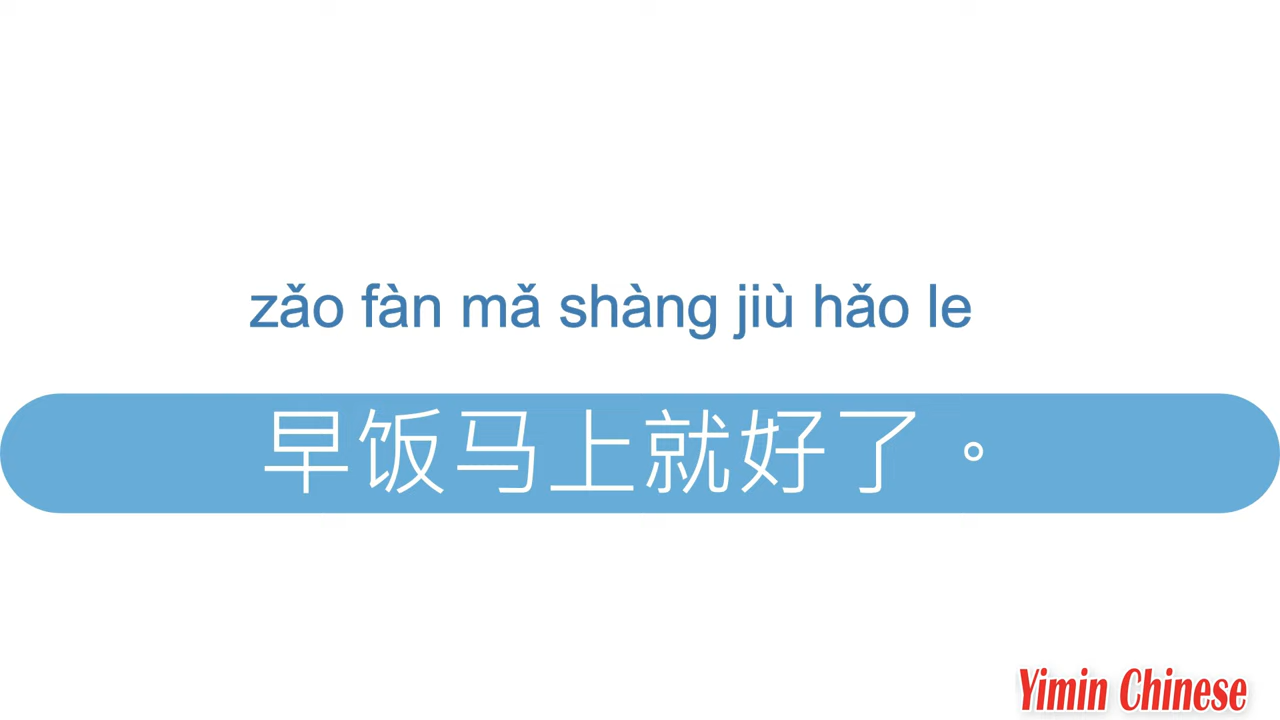 zǎo fàn mǎ shàng jiù hǎo le
早饭马上就好了。
Yimin Chinese